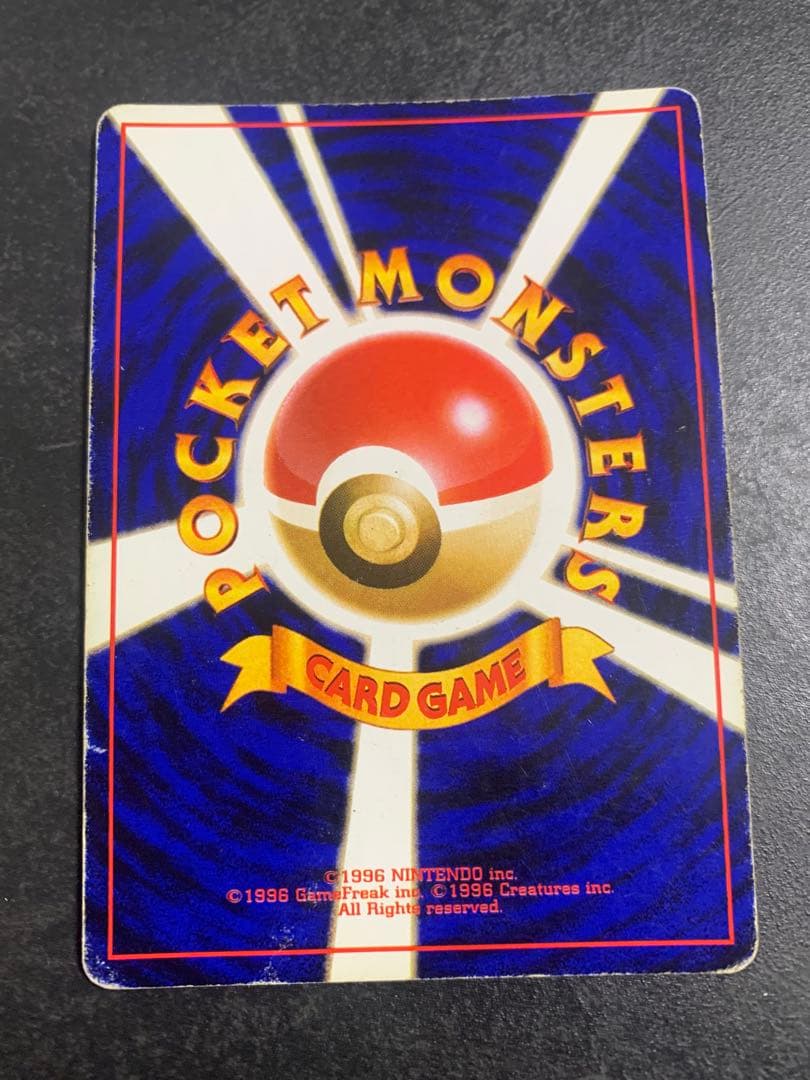 POCKET MONSTERS
CARD GAME
©1996 NINTENDO inc.
©1996 GameFreak inc. ©1996 Creatures inc.
All Rights reserved.